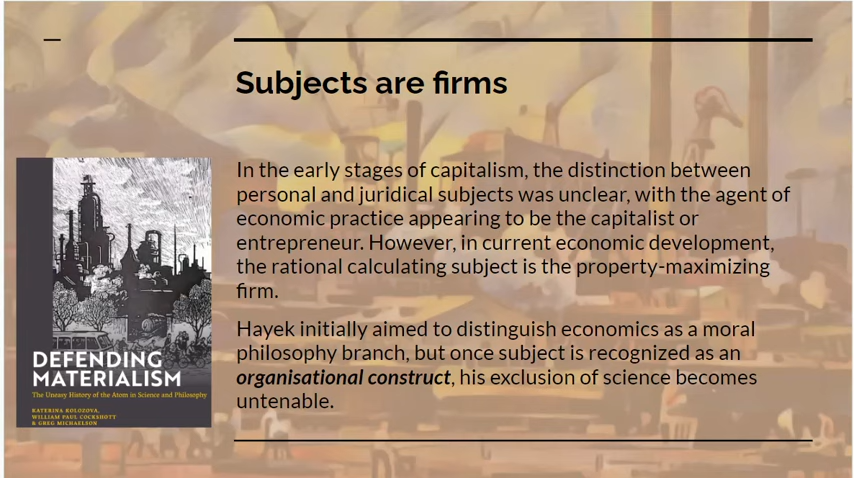 Subjects are firms
In the early stages of capitalism, the distinction between
personal and juridical subjects was unclear, with the agent of
economic practice appearing to be the capitalist or
entrepreneur. However, in current economic development,
the rational calculating subject is the property-maximizing
firm.
Hayek initially aimed to distinguish economics as a moral
philosophy branch, but once subject is recognized as an
organisational construct, his exclusion of science becomes
untenable.
DEFENDING
MATERIALISM
The Uneasy History of the Atom in Science and Philosophy
KATERINA KOLOZOVA,
WILLIAM PAUL COCKSHOTT
& GREG MICHAELSON